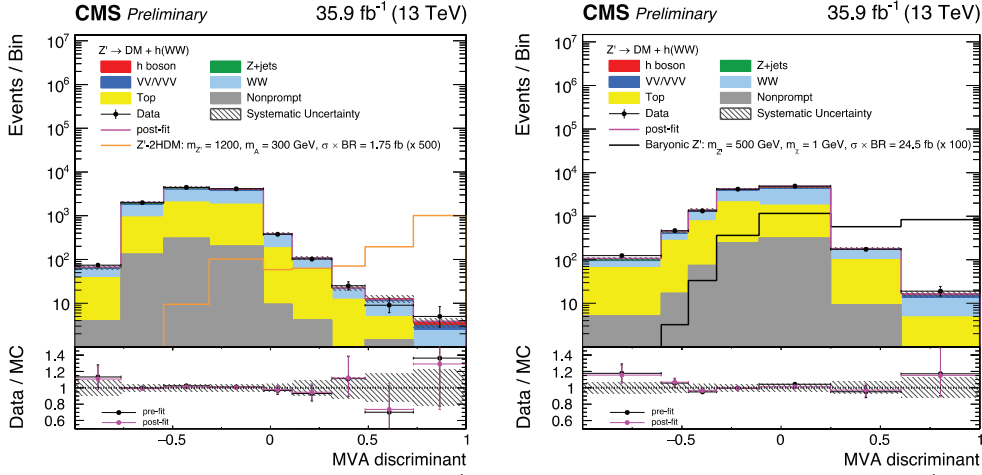 CMS Preliminary 35.9 fb⁻¹ (13 TeV)
Events / Bin
10⁷
10⁶
10⁵
10⁴
10³
10²
10
Z' → DM + h(WW)
h boson Z+jets
VV/VVV WW
Top Nonprompt
Data Systematic Uncertainty
post-fit
Z'-2HDM: m_Z' = 1200, m_A = 300 GeV, σ × BR = 1.75 fb (x 500)
Data / MC
1.4
1.2
1
0.8
0.6
pre-fit
post-fit
−0.5 0 0.5 1
MVA discriminant
CMS Preliminary 35.9 fb⁻¹ (13 TeV)
Events / Bin
10⁷
10⁶
10⁵
10⁴
10³
10²
10
Z' → DM + h(WW)
h boson Z+jets
VV/VVV WW
Top Nonprompt
Data Systematic Uncertainty
post-fit
Baryonic Z': m_Z' = 500 GeV, m_χ = 1 GeV, σ × BR = 24.5 fb (x 100)
Data / MC
1.4
1.2
1
0.8
0.6
pre-fit
post-fit
−0.5 0 0.5 1
MVA discriminant